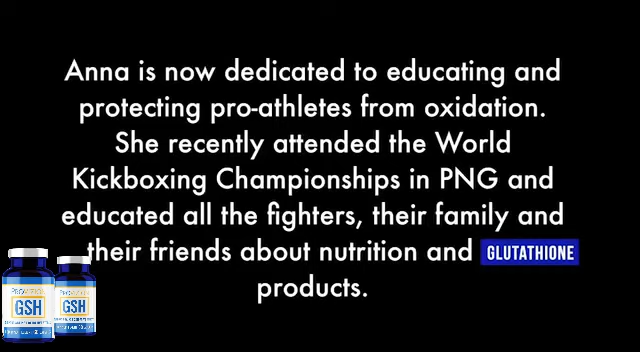 Anna is now dedicated to educating and
protecting pro-athletes from oxidation.
She recently attended the World
Kickboxing Championships in PNG and
educated all the fighters, their family and
their friends about nutrition and GLUTATHIONE
products.
GSH
GSH